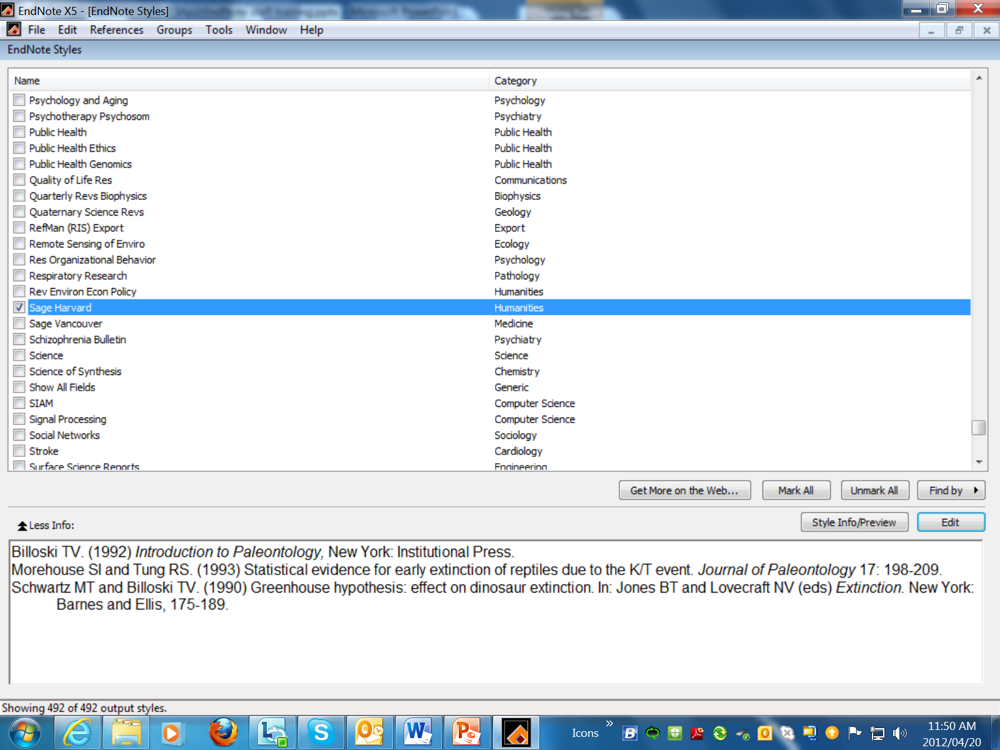 EndNote X5 - [EndNote Styles]
File Edit References Groups Tools Window Help
EndNote Styles
Name Category
Psychology and Aging Psychology
Psychotherapy Psychosom Psychiatry
Public Health Public Health
Public Health Ethics Public Health
Public Health Genomics Public Health
Quality of Life Res Communications
Quarterly Revs Biophysics Biophysics
Quaternary Science Revs Geology
RefMan (RIS) Export Export
Remote Sensing of Enviro Ecology
Res Organizational Behavior Psychology
Respiratory Research Pathology
Rev Environ Econ Policy Humanities
Sage Harvard Humanities
Sage Vancouver Medicine
Schizophrenia Bulletin Psychiatry
Science Science
Science of Synthesis Chemistry
Show All Fields Generic
SIAM Computer Science
Signal Processing Computer Science
Social Networks Sociology
Stroke Cardiology
Surface Science Reports Engineering
Get More on the Web... Mark All Unmark All Find by
Less Info: Style Info/Preview Edit
Billoski TV. (1992) Introduction to Paleontology, New York: Institutional Press.
Morehouse SI and Tung RS. (1993) Statistical evidence for early extinction of reptiles due to the K/T event. Journal of Paleontology 17: 198-209.
Schwartz MT and Billoski TV. (1990) Greenhouse hypothesis: effect on dinosaur extinction. In: Jones BT and Lovecraft NV (eds) Extinction. New York:
Barnes and Ellis, 175-189.
Showing 492 of 492 output styles.
Icons
11:50 AM
2012/04/20